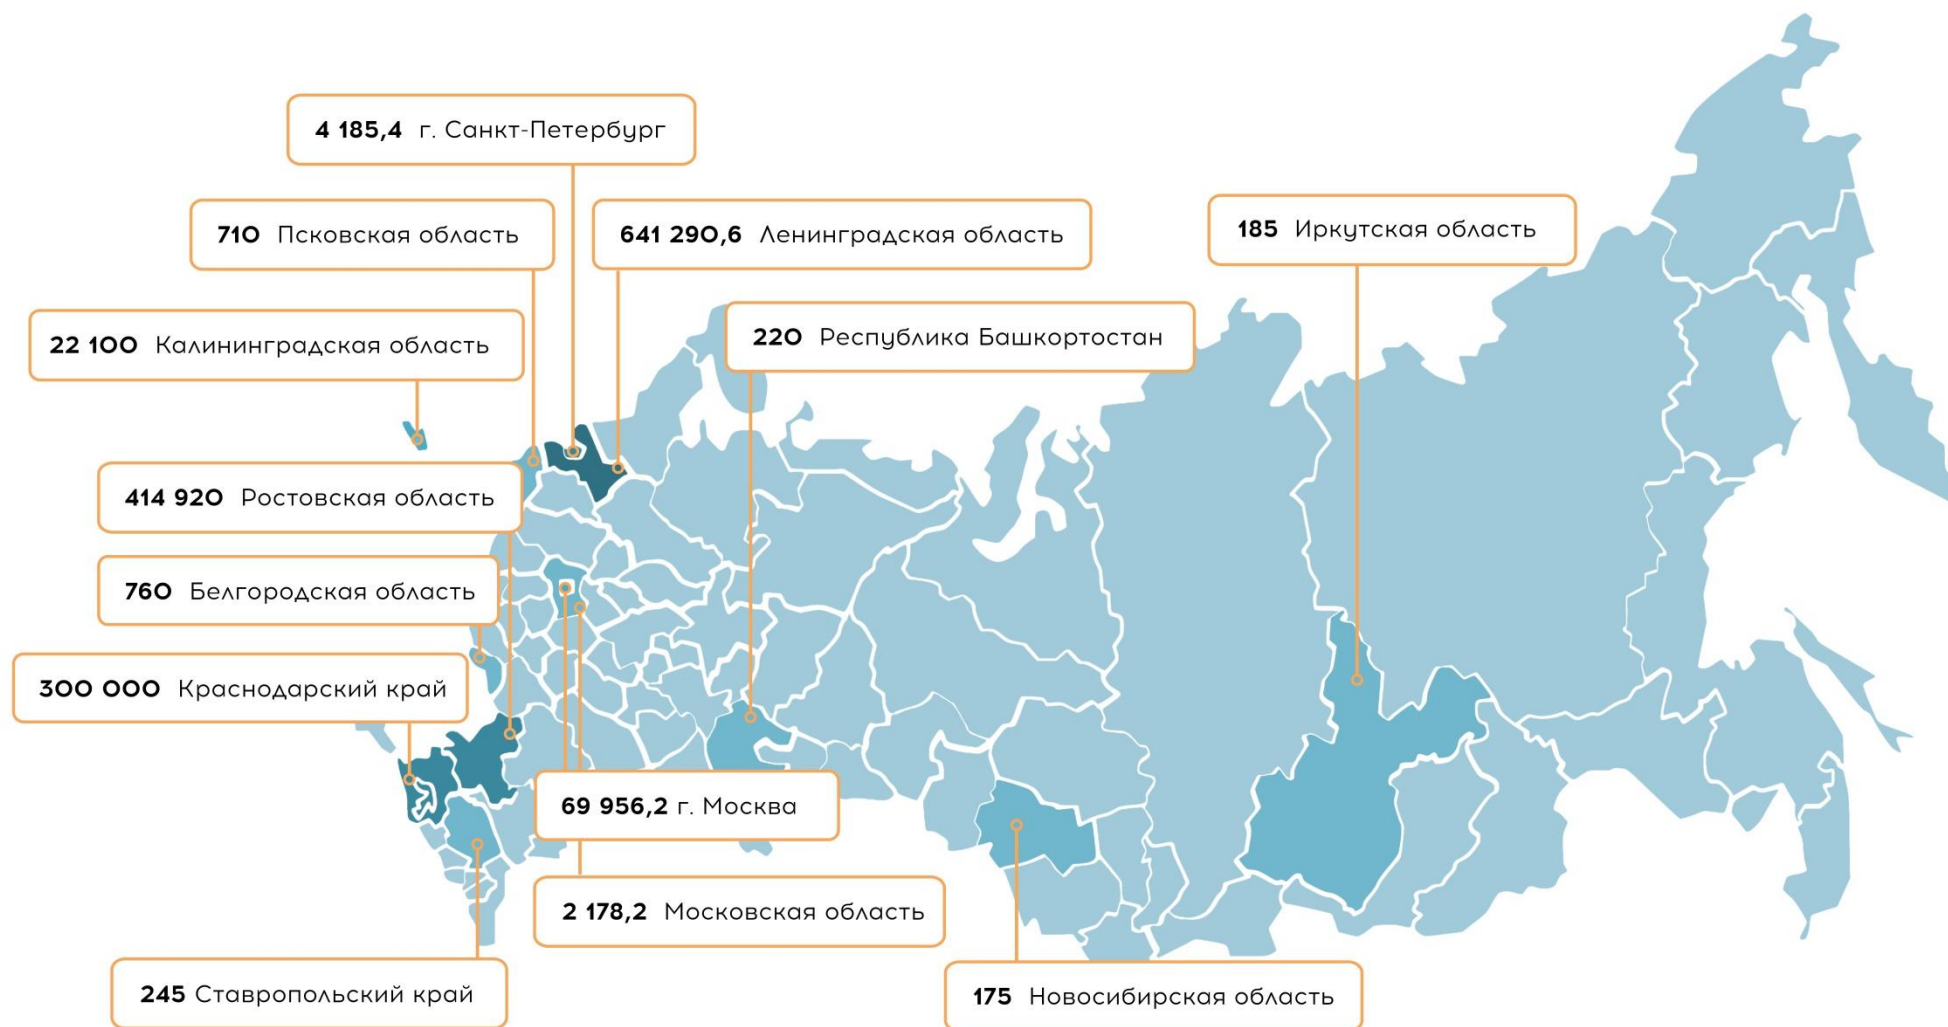 4 185,4 г. Санкт-Петербург
710 Псковская область
641 290,6 Ленинградская область
185 Иркутская область
22 100 Калининградская область
220 Республика Башкортостан
414 920 Ростовская область
760 Белгородская область
300 000 Краснодарский край
69 956,2 г. Москва
2 178,2 Московская область
245 Ставропольский край
175 Новосибирская область